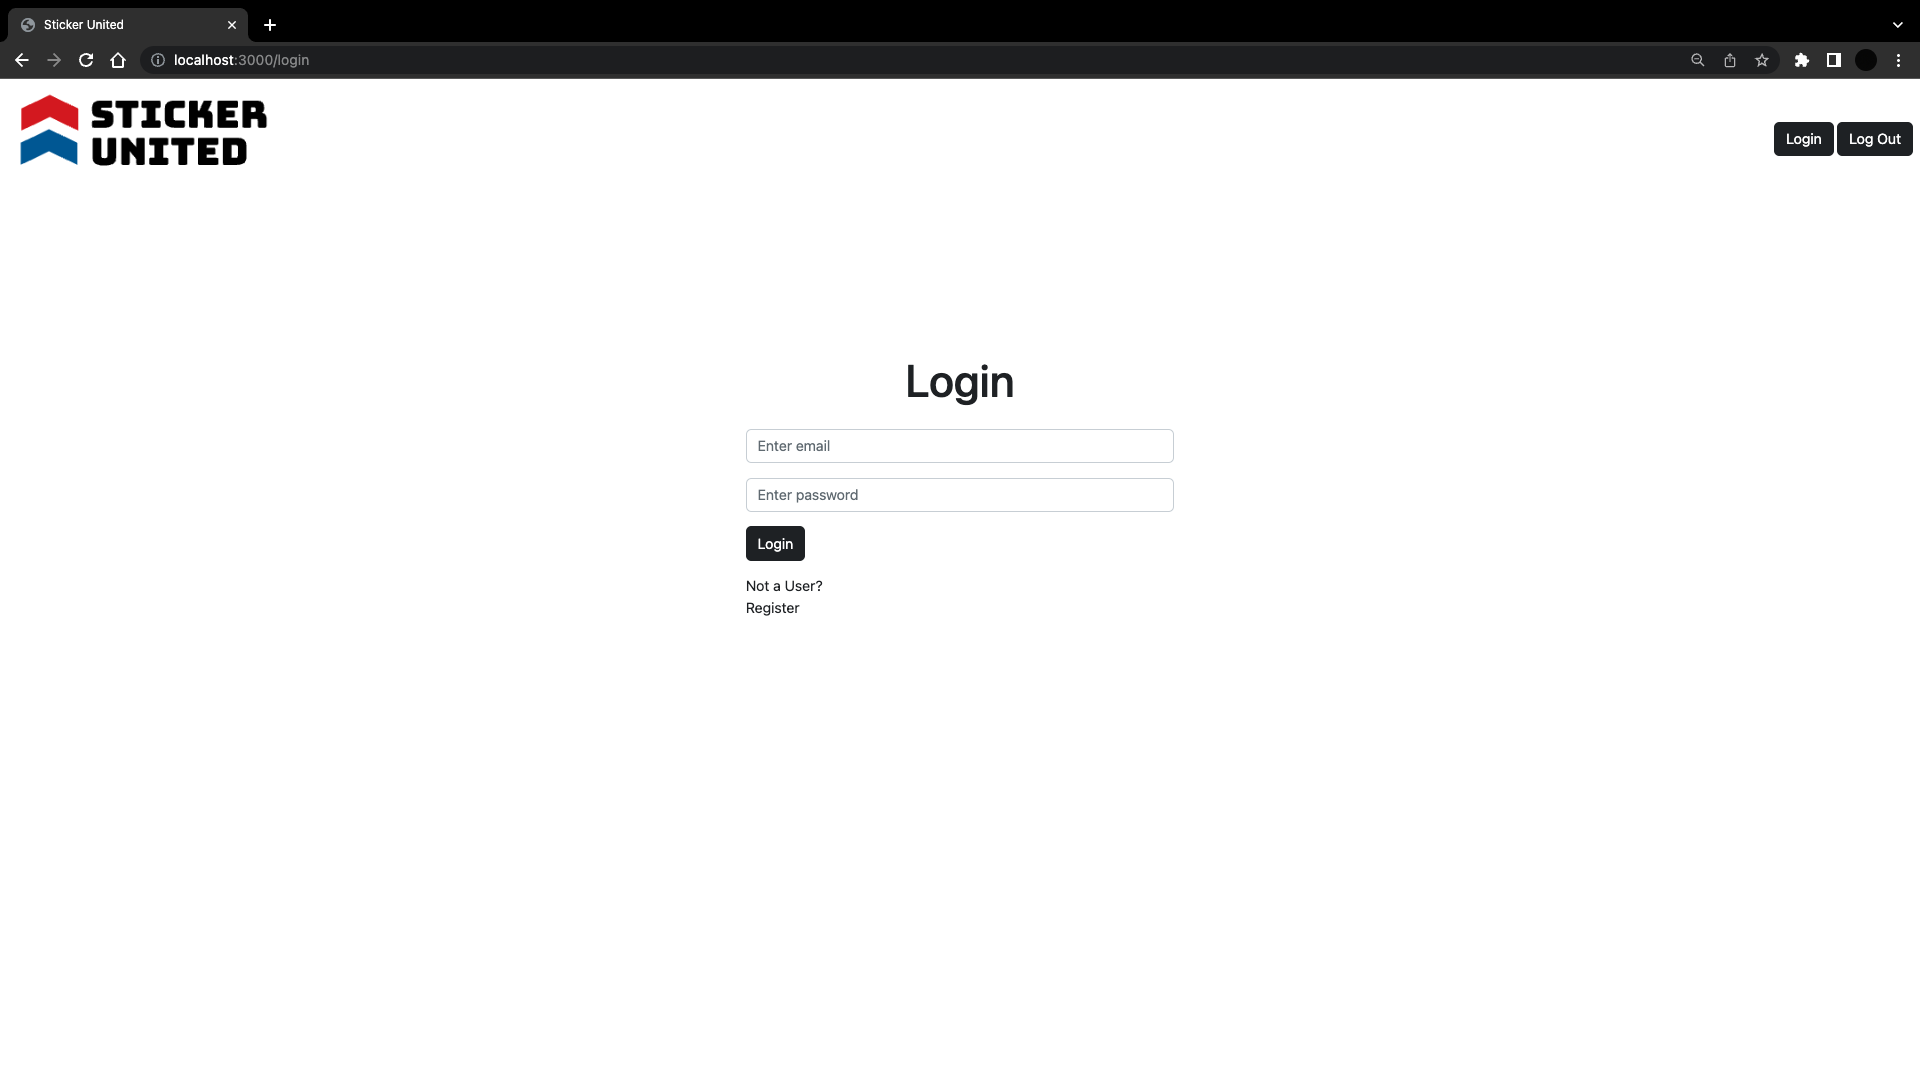 Sticker United
localhost:3000/login
STICKER
UNITED
Login
Log Out
Login
Enter email
Enter password
Login
Not a User?
Register